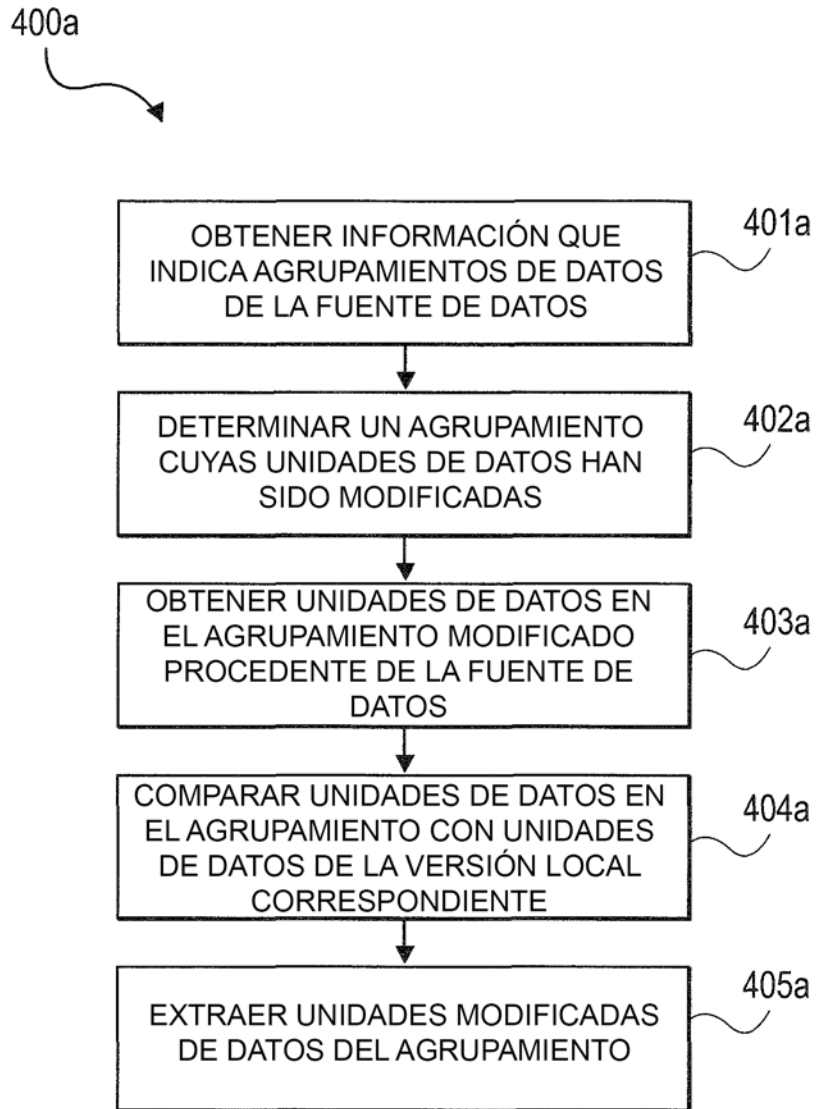 400a
OBTENER INFORMACIÓN QUE
INDICA AGRUPAMIENTOS DE DATOS
DE LA FUENTE DE DATOS
401a
DETERMINAR UN AGRUPAMIENTO
CUYAS UNIDADES DE DATOS HAN
SIDO MODIFICADAS
402a
OBTENER UNIDADES DE DATOS EN
EL AGRUPAMIENTO MODIFICADO
PROCEDENTE DE LA FUENTE DE
DATOS
403a
COMPARAR UNIDADES DE DATOS EN
EL AGRUPAMIENTO CON UNIDADES
DE DATOS DE LA VERSIÓN LOCAL
CORRESPONDIENTE
404a
EXTRAER UNIDADES MODIFICADAS
DE DATOS DEL AGRUPAMIENTO
405a